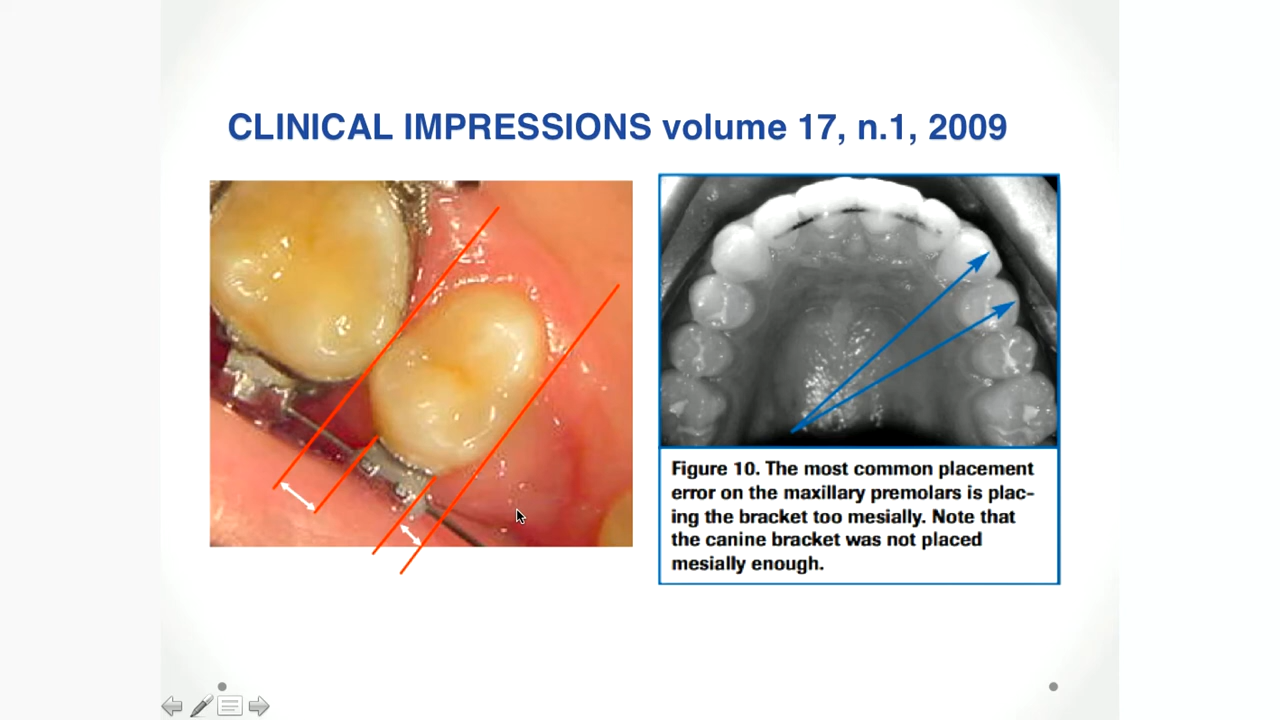 CLINICAL IMPRESSIONS volume 17, n.1, 2009
Figure 10. The most common placement
error on the maxillary premolars is plac-
ing the bracket too mesially. Note that
the canine bracket was not placed
mesially enough.